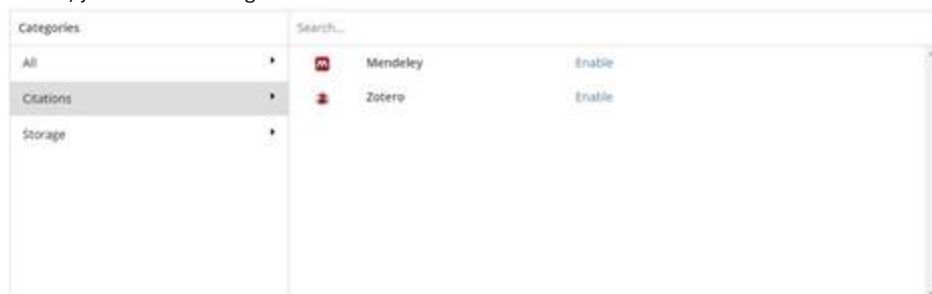 Categories
Search...
All
Mendeley Enable
Citations
Zotero Enable
Storage